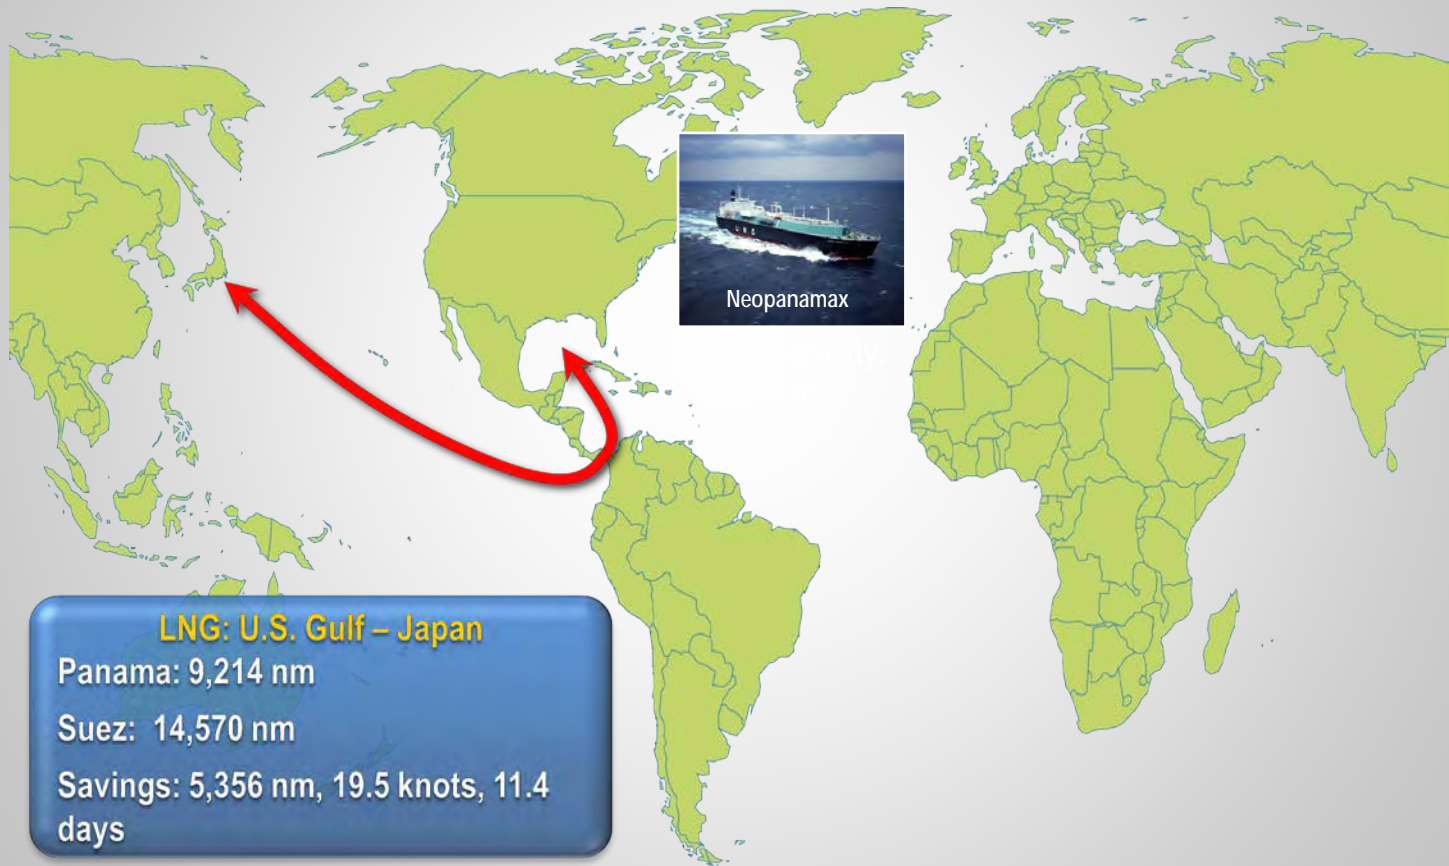 LNG
Neopanamax
LNG: U.S. Gulf – Japan
Panama: 9,214 nm
Suez: 14,570 nm
Savings: 5,356 nm, 19.5 knots, 11.4
days